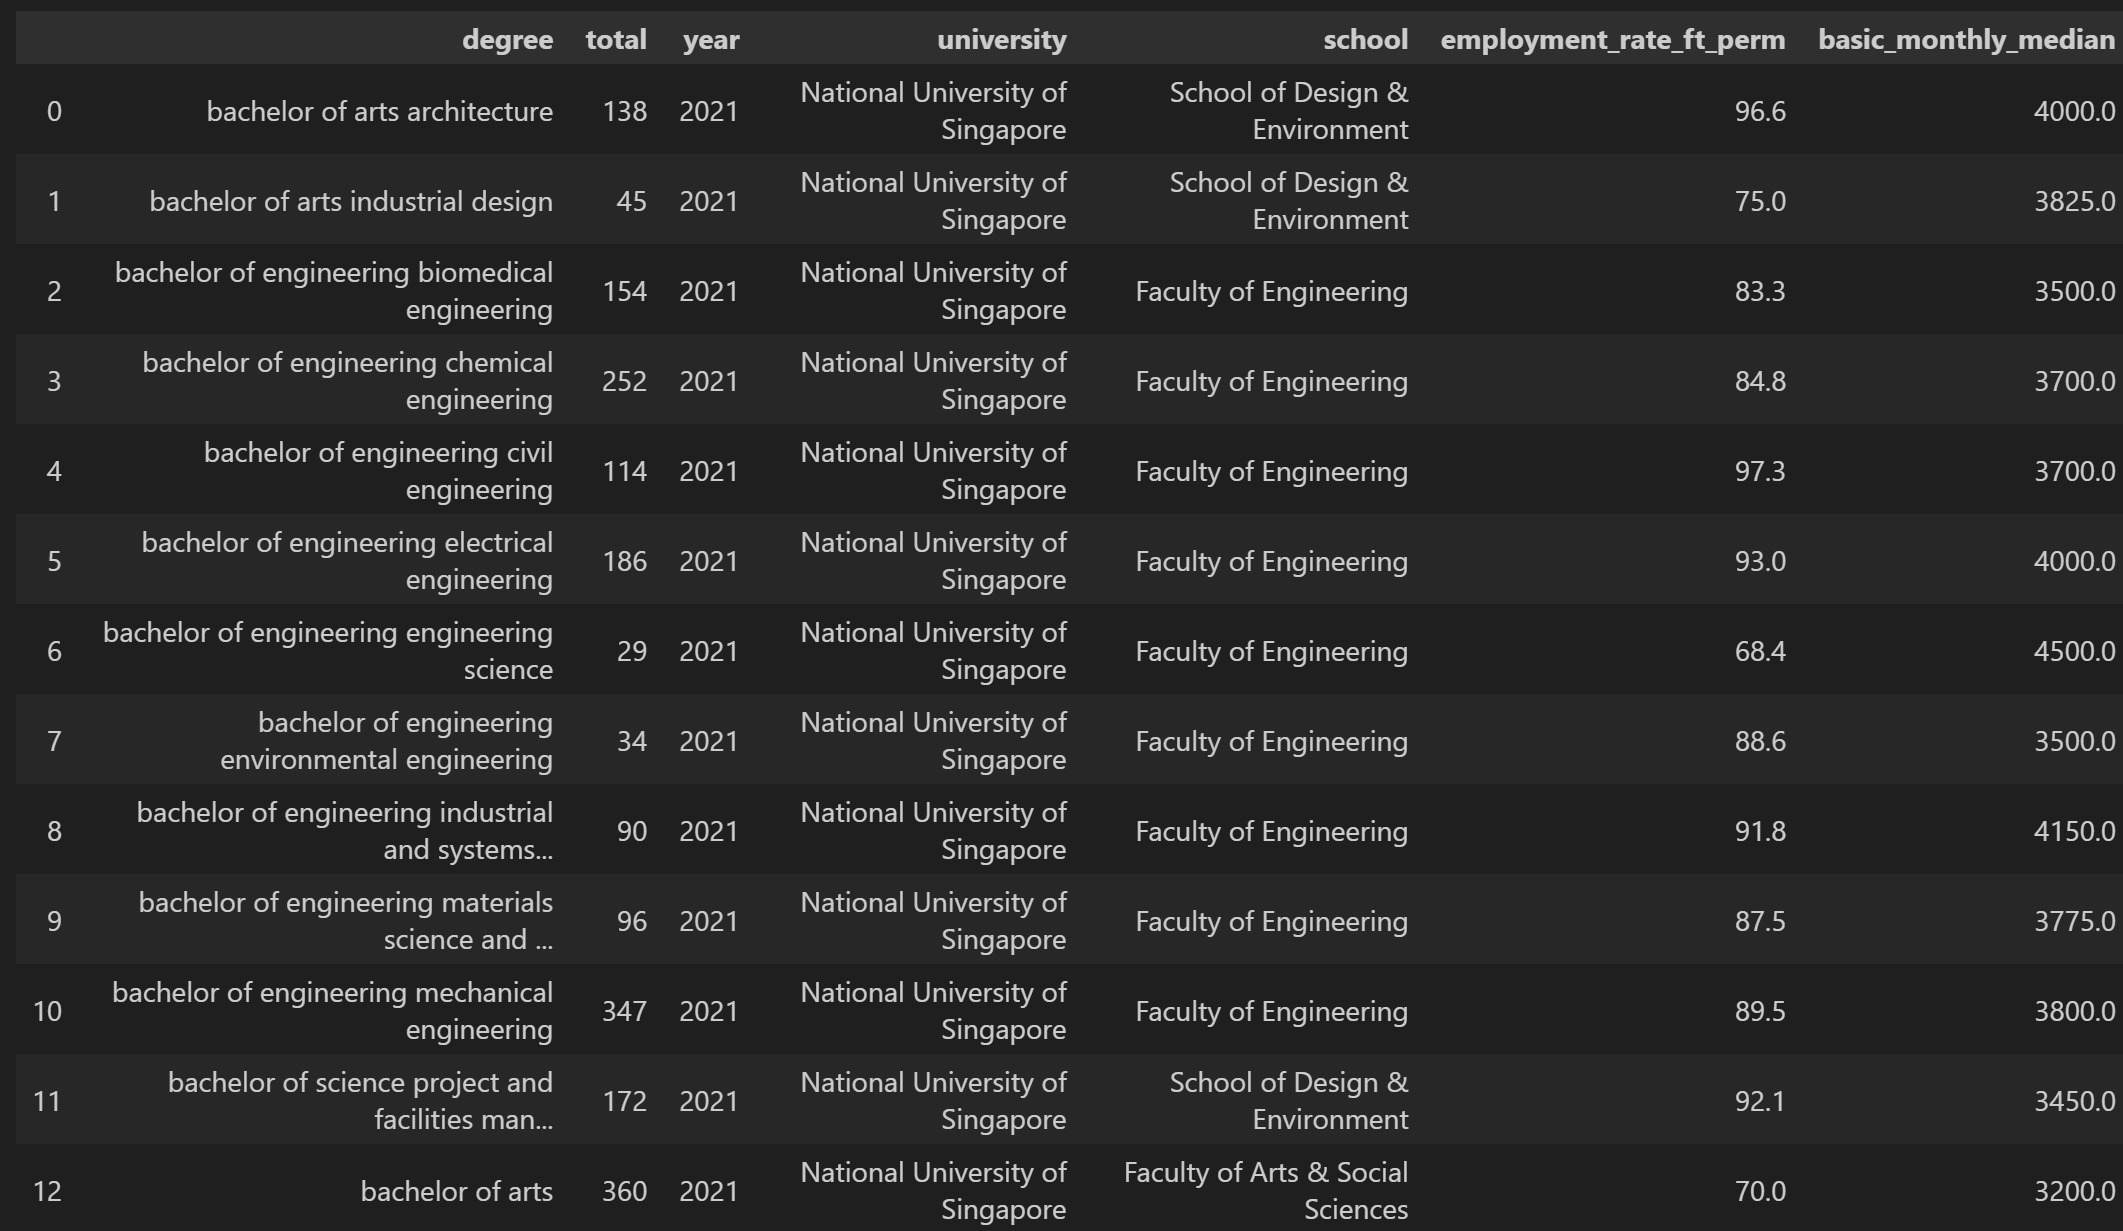 degree total year university school employment_rate_ft_perm basic_monthly_median
0 bachelor of arts architecture 138 2021 National University of Singapore School of Design & Environment 96.6 4000.0
1 bachelor of arts industrial design 45 2021 National University of Singapore School of Design & Environment 75.0 3825.0
2 bachelor of engineering biomedical engineering 154 2021 National University of Singapore Faculty of Engineering 83.3 3500.0
3 bachelor of engineering chemical engineering 252 2021 National University of Singapore Faculty of Engineering 84.8 3700.0
4 bachelor of engineering civil engineering 114 2021 National University of Singapore Faculty of Engineering 97.3 3700.0
5 bachelor of engineering electrical engineering 186 2021 National University of Singapore Faculty of Engineering 93.0 4000.0
6 bachelor of engineering engineering science 29 2021 National University of Singapore Faculty of Engineering 68.4 4500.0
7 bachelor of engineering environmental engineering 34 2021 National University of Singapore Faculty of Engineering 88.6 3500.0
8 bachelor of engineering industrial and systems... 90 2021 National University of Singapore Faculty of Engineering 91.8 4150.0
9 bachelor of engineering materials science and ... 96 2021 National University of Singapore Faculty of Engineering 87.5 3775.0
10 bachelor of engineering mechanical engineering 347 2021 National University of Singapore Faculty of Engineering 89.5 3800.0
11 bachelor of science project and facilities man... 172 2021 National University of Singapore School of Design & Environment 92.1 3450.0
12 bachelor of arts 360 2021 National University of Singapore Faculty of Arts & Social Sciences 70.0 3200.0